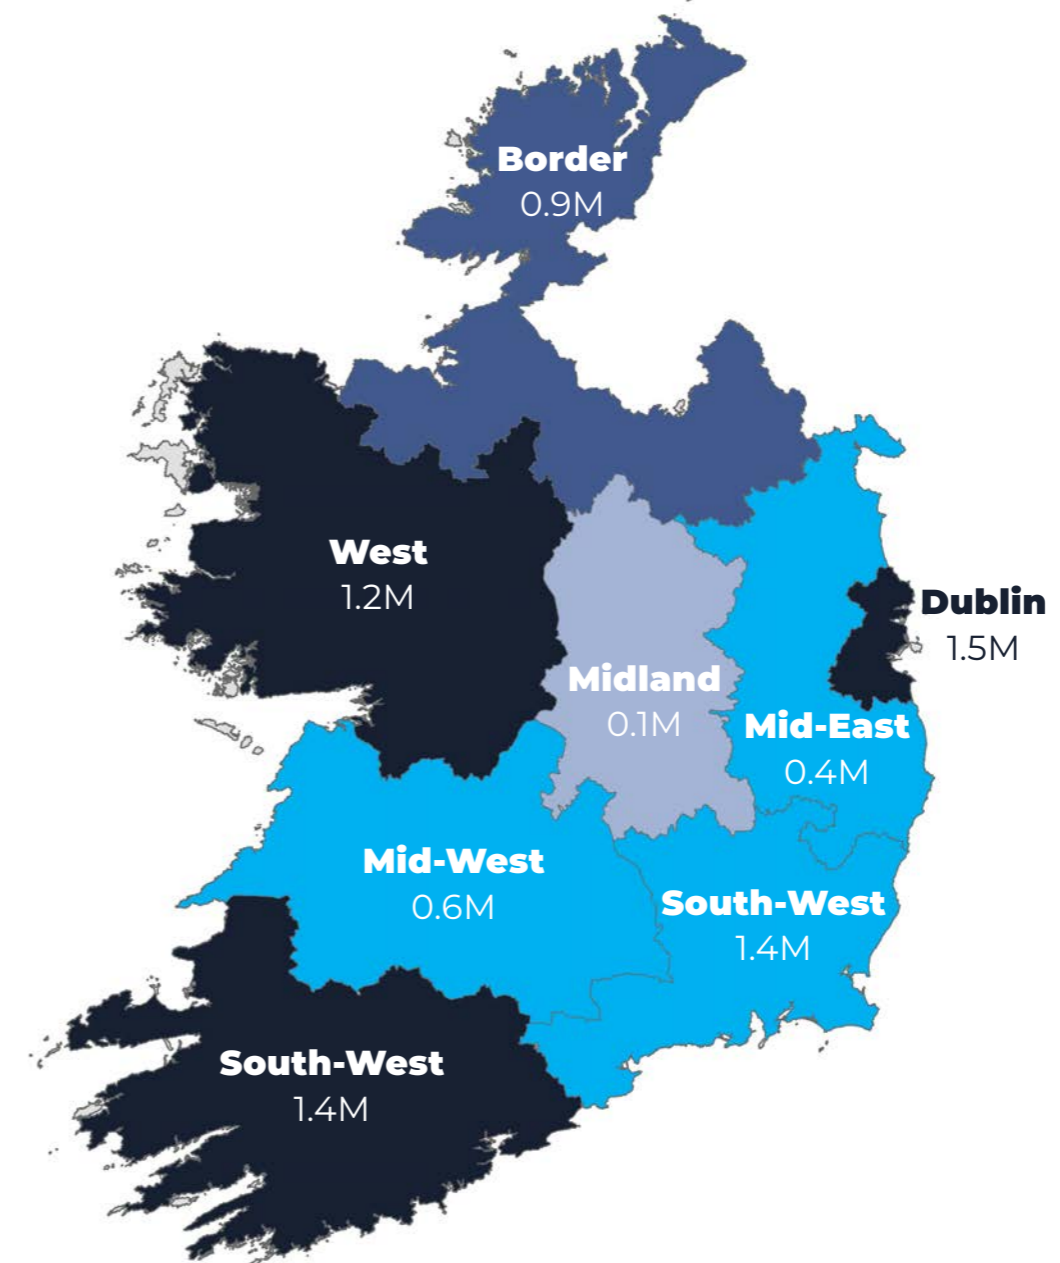 Border
0.9M
West
1.2M
Dublin
1.5M
Midland
0.1M
Mid-East
0.4M
Mid-West
0.6M
South-West
1.4M
South-West
1.4M